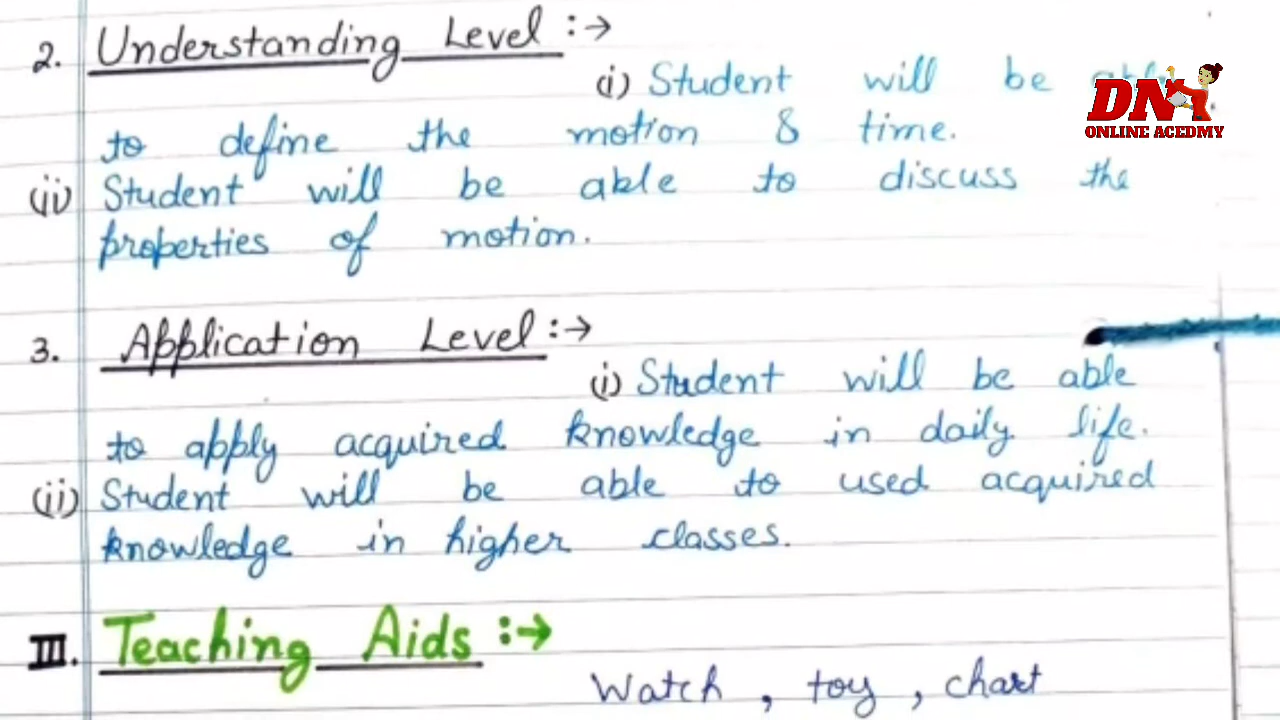 2. Understanding Level :→
(i) Student will be able
to define the motion & time.
(ii) Student will be able to discuss the
properties of motion.
3. Application Level :→
(i) Student will be able
to apply acquired knowledge in daily life.
(ii) Student will be able to used acquired
knowledge in higher classes.
III. Teaching Aids :→
Watch , toy , chart
DNA
ONLINE ACEDMY